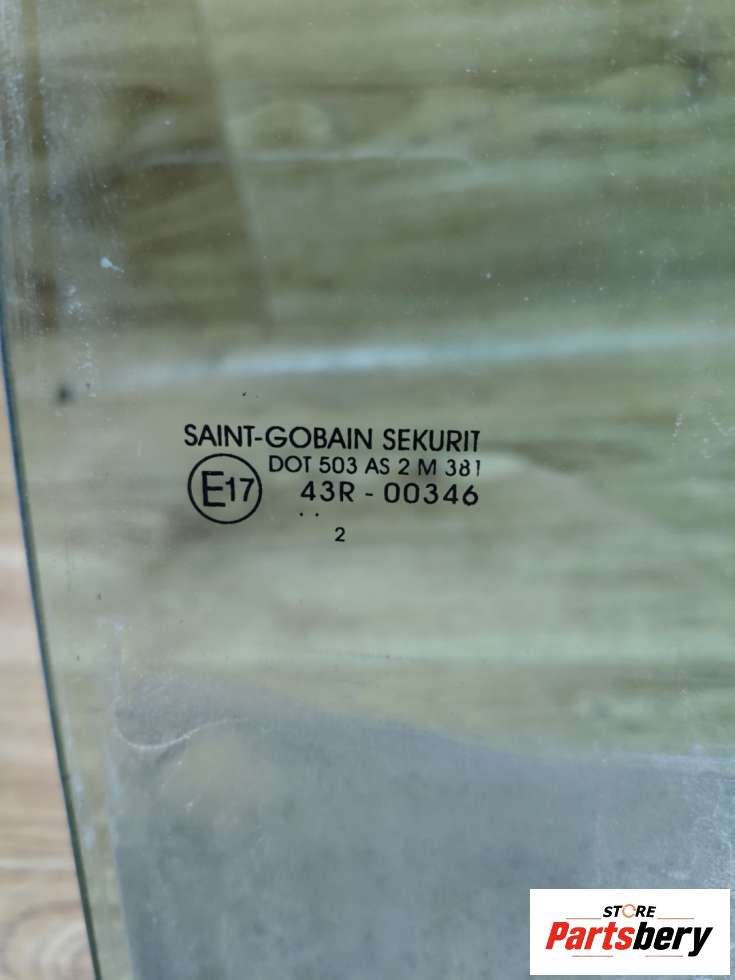 SAINT-GOBAIN SEKURIT
DOT 503 AS 2 M 381
E17 43R - 00346
. .
2
STORE
Partsbery